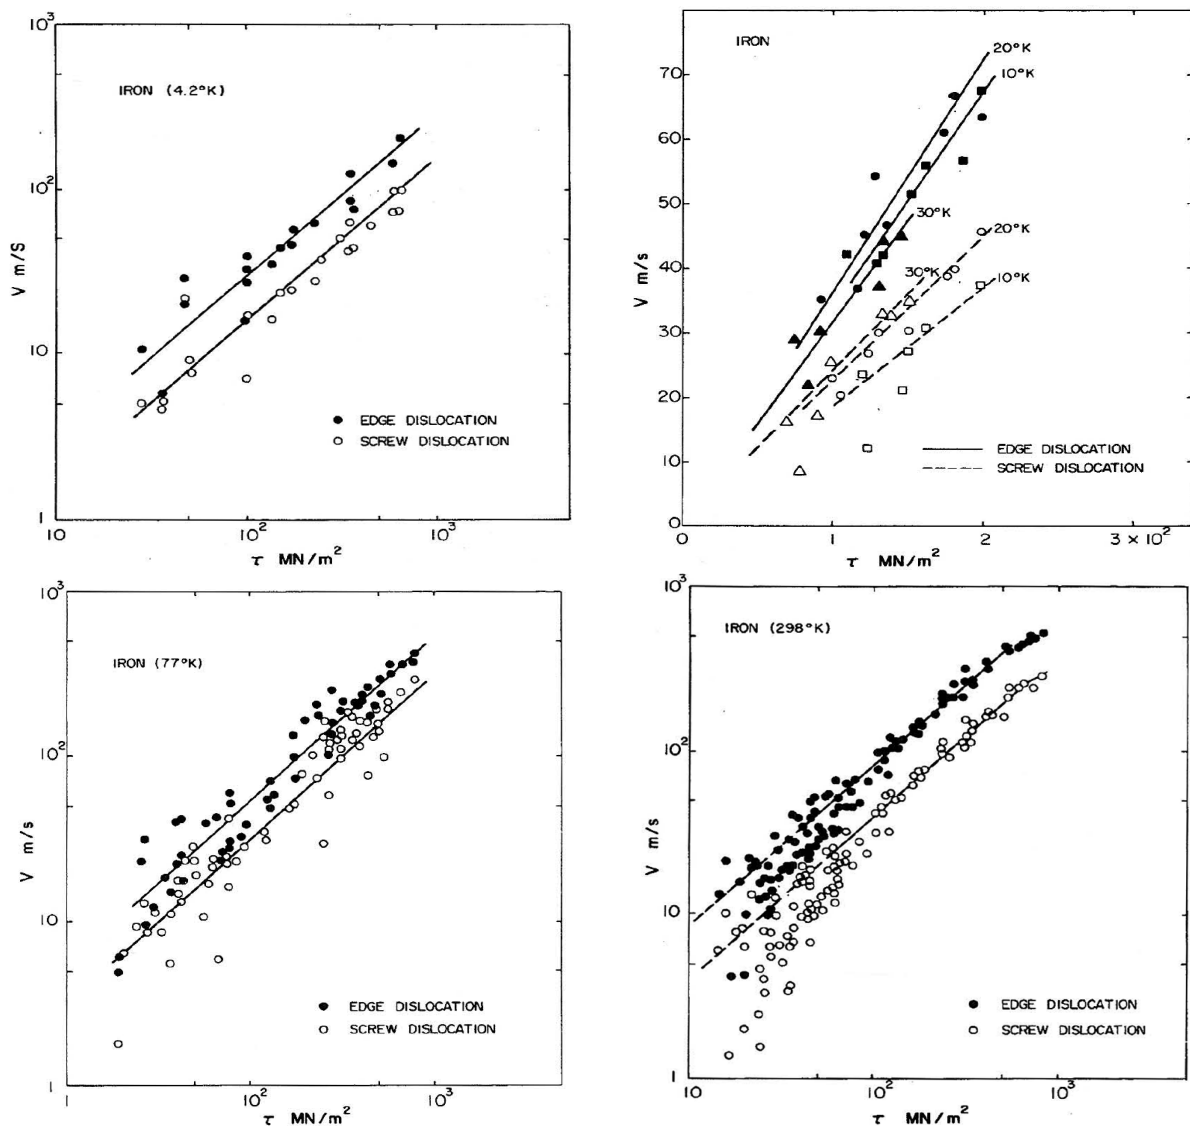 10³
IRON (4.2°K)
10²
V m/s
10
● EDGE DISLOCATION
○ SCREW DISLOCATION
1
10 10² 10³
τ MN/m²
IRON
20°K
10°K
70
60
50
30°K
20°K
V m/s
40
30°K
10°K
30
20
EDGE DISLOCATION
SCREW DISLOCATION
10
0
0 1 2 3×10²
τ MN/m²
10³
IRON (77°K)
10²
V m/s
10
● EDGE DISLOCATION
○ SCREW DISLOCATION
1
1 10² 10³
τ MN/m²
10³
IRON (298°K)
10²
V m/s
10
● EDGE DISLOCATION
○ SCREW DISLOCATION
1
10 10² 10³
τ MN/m²